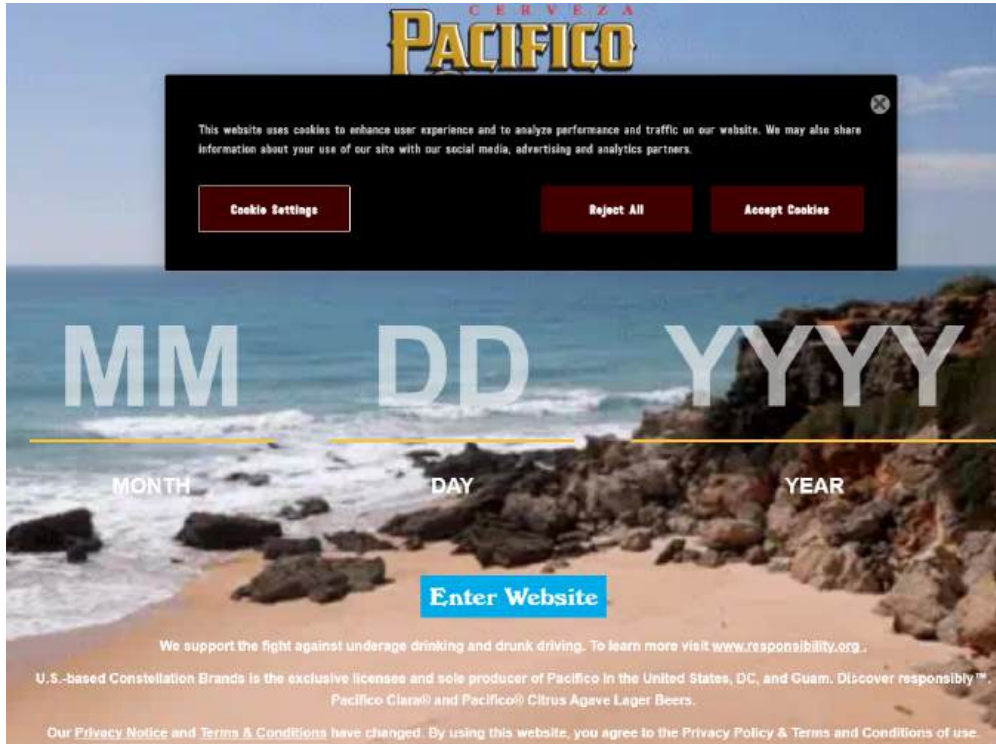 CERVEZA
PACIFICO
This website uses cookies to enhance user experience and to analyze performance and traffic on our website. We may also share
information about your use of our site with our social media, advertising and analytics partners.
Cookie Settings
Reject All
Accept Cookies
MM DD YYYY
MONTH DAY YEAR
Enter Website
We support the fight against underage drinking and drunk driving. To learn more visit www.responsibility.org .
U.S.-based Constellation Brands is the exclusive licensee and sole producer of Pacifico in the United States, DC, and Guam. Discover responsibly™.
Pacifico Clara® and Pacifico® Citrus Agave Lager Beers.
Our Privacy Notice and Terms & Conditions have changed. By using this website, you agree to the Privacy Policy & Terms and Conditions of use.